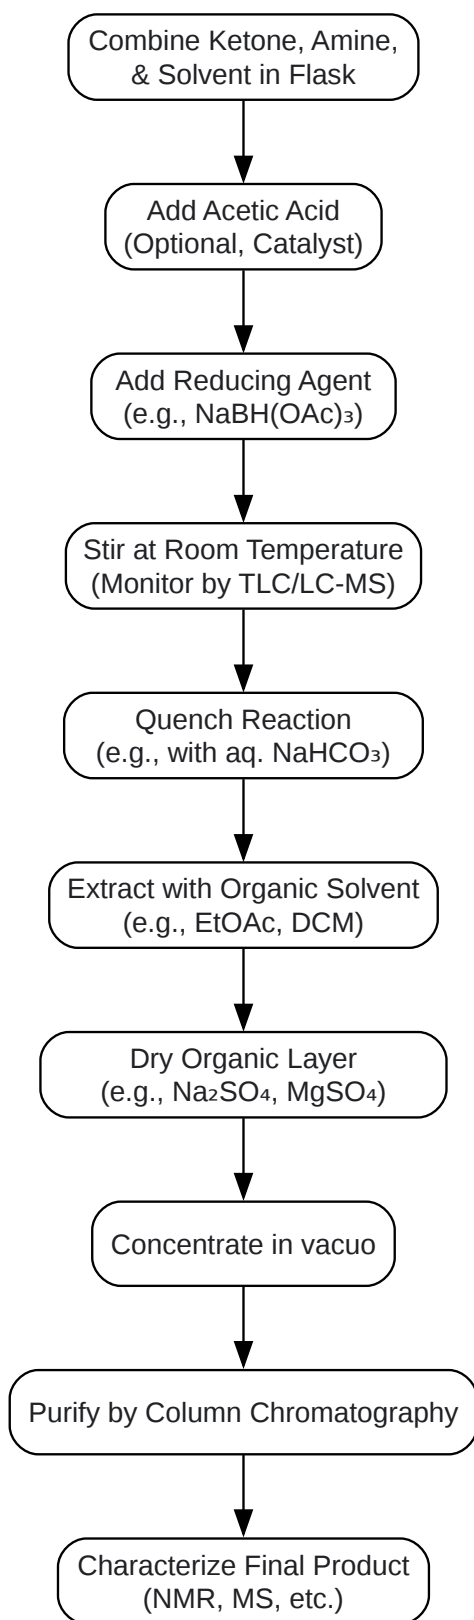 Combine Ketone, Amine,
& Solvent in Flask
Add Acetic Acid
(Optional, Catalyst)
Add Reducing Agent
(e.g., NaBH(OAc)₃)
Stir at Room Temperature
(Monitor by TLC/LC-MS)
Quench Reaction
(e.g., with aq. NaHCO₃)
Extract with Organic Solvent
(e.g., EtOAc, DCM)
Dry Organic Layer
(e.g., Na₂SO₄, MgSO₄)
Concentrate in vacuo
Purify by Column Chromatography
Characterize Final Product
(NMR, MS, etc.)